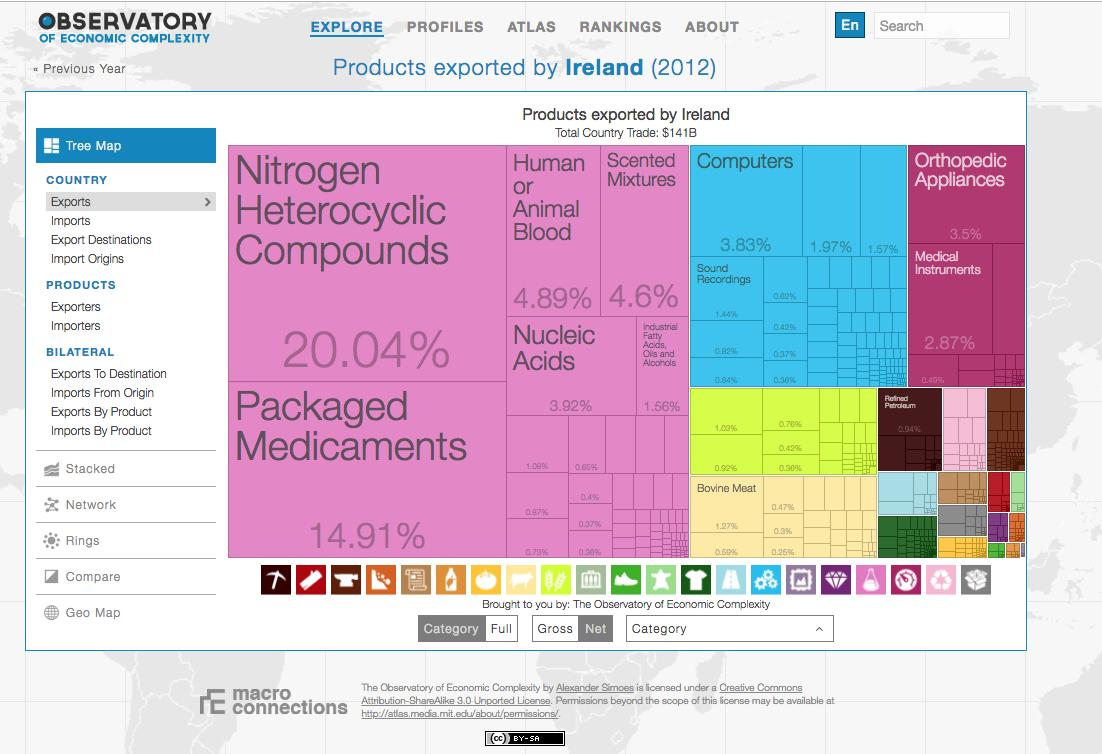 OBSERVATORY
OF ECONOMIC COMPLEXITY
EXPLORE PROFILES ATLAS RANKINGS ABOUT
En
Search
« Previous Year
Products exported by Ireland (2012)
Products exported by Ireland
Total Country Trade: $141B
Tree Map
COUNTRY
Exports
Imports
Export Destinations
Import Origins
PRODUCTS
Exporters
Importers
BILATERAL
Exports To Destination
Imports From Origin
Exports By Product
Imports By Product
Stacked
Network
Rings
Compare
Geo Map
Nitrogen
Heterocyclic
Compounds
20.04%
Packaged
Medicaments
14.91%
Human
or
Animal
Blood
4.89%
Scented
Mixtures
4.6%
Nucleic
Acids
3.92%
Industrial
Fatty
Acids,
Oils and
Alcohols
1.56%
1.08%
0.65%
0.87%
0.4%
0.37%
0.73%
0.36%
Computers
3.83%
1.97%
1.57%
Sound
Recordings
1.44%
0.62%
0.42%
0.82%
0.37%
0.64%
0.36%
Orthopedic
Appliances
3.5%
Medical
Instruments
2.87%
0.49%
1.03%
0.76%
0.42%
0.92%
0.36%
Bovine Meat
1.27%
0.47%
0.3%
0.59%
0.25%
Refined
Petroleum
0.94%
Brought to you by: The Observatory of Economic Complexity
Category Full
Gross Net
Category
macro
connections
The Observatory of Economic Complexity by Alexander Simoes is licensed under a Creative Commons
Attribution-ShareAlike 3.0 Unported License. Permissions beyond the scope of this license may be available at
http://atlas.media.mit.edu/about/permissions/.
cc BY-SA